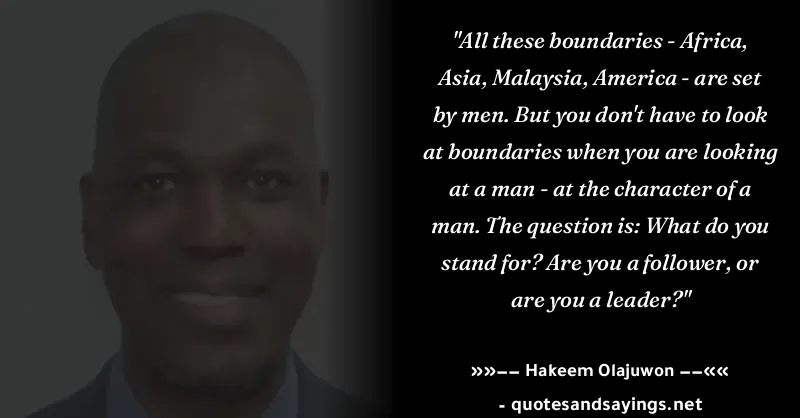 "All these boundaries - Africa,
Asia, Malaysia, America - are set
by men. But you don't have to look
at boundaries when you are looking
at a man - at the character of a
man. The question is: What do you
stand for? Are you a follower, or
are you a leader?"
»»–– Hakeem Olajuwon ––««
- quotesandsayings.net